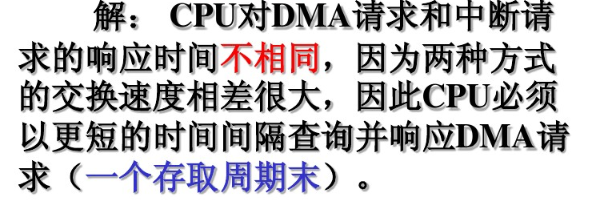 解： CPU对DMA请求和中断请
求的响应时间不相同，因为两种方式
的交换速度相差很大，因此CPU必须
以更短的时间间隔查询并响应DMA请
求（一个存取周期末）。